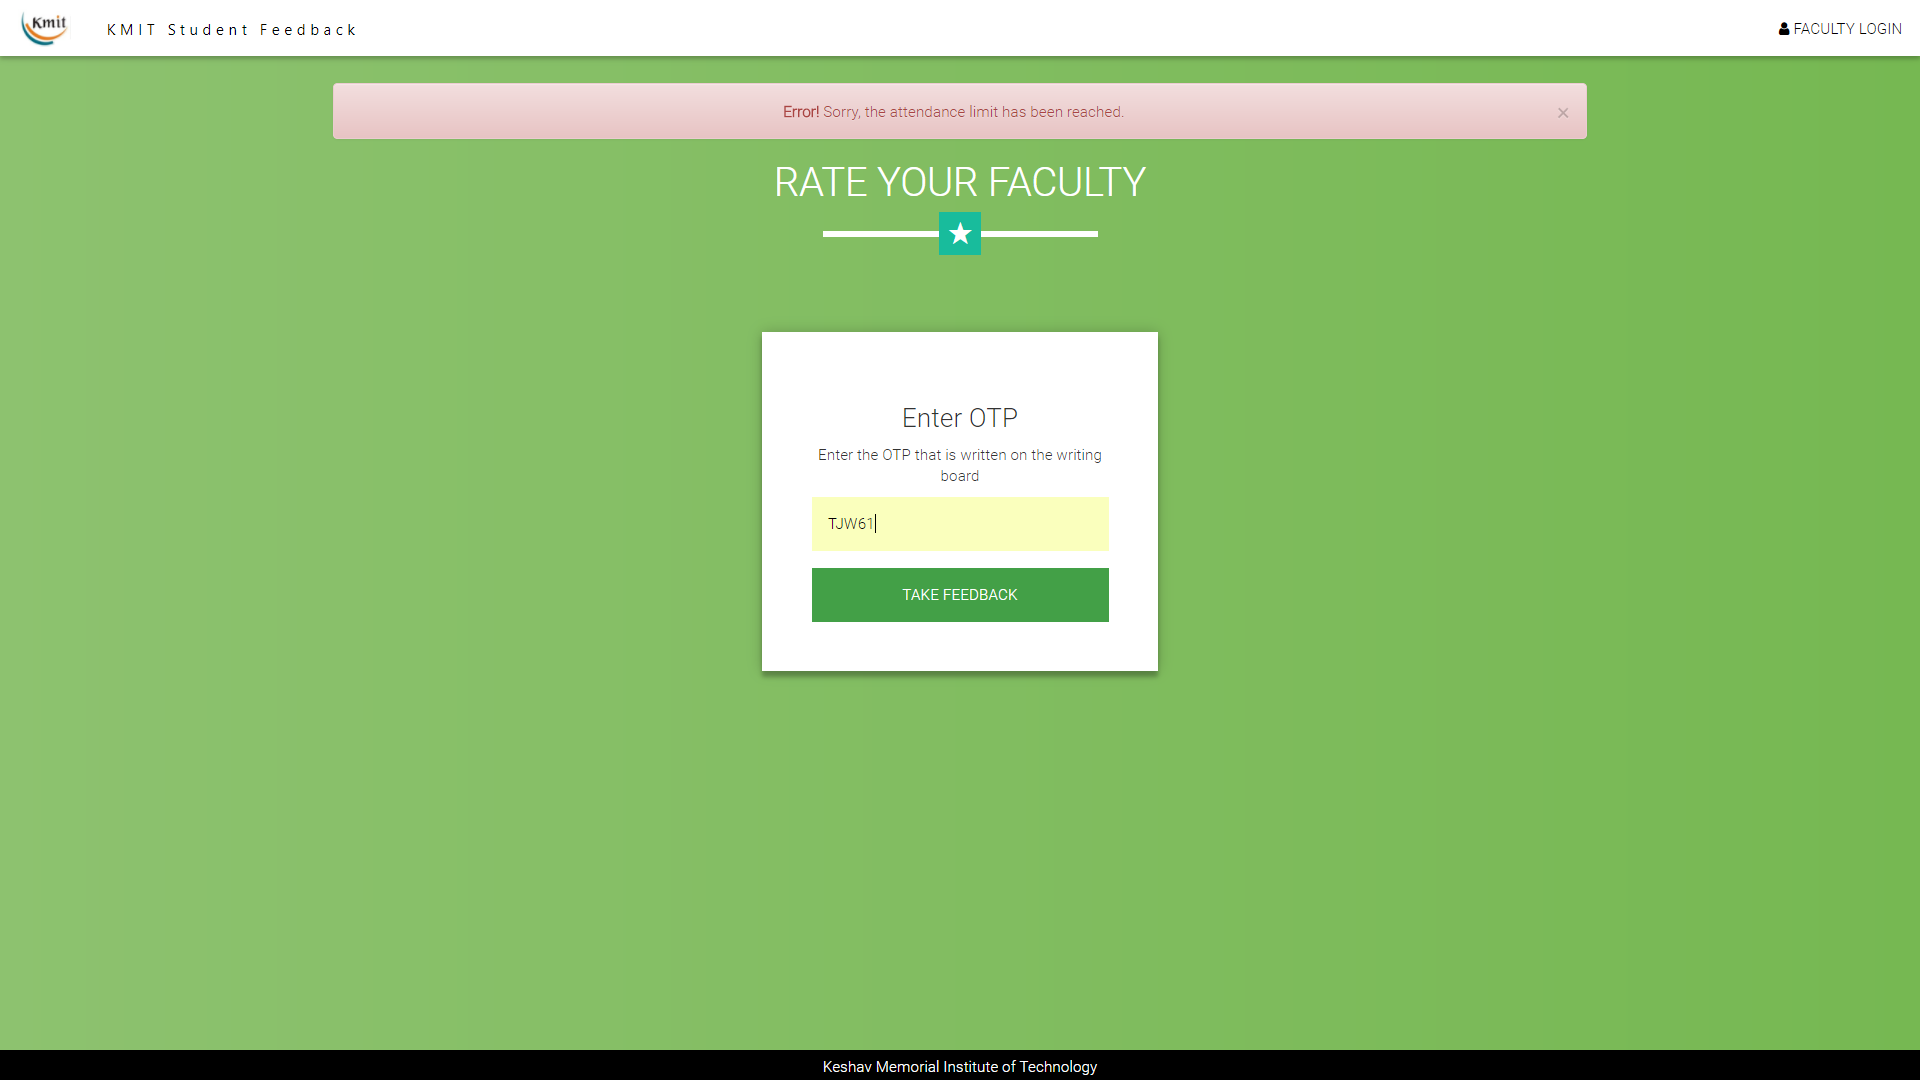 Kmit
KMIT Student Feedback
FACULTY LOGIN
Error! Sorry, the attendance limit has been reached.
×
RATE YOUR FACULTY
Enter OTP
Enter the OTP that is written on the writing
board
TJW61
TAKE FEEDBACK
Keshav Memorial Institute of Technology